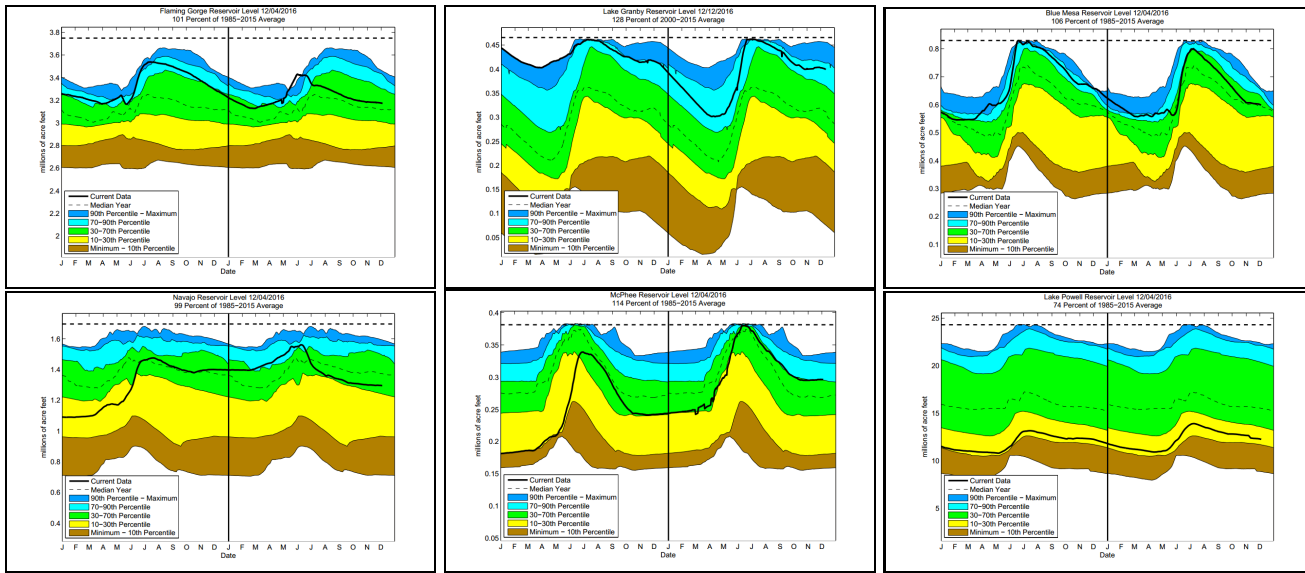 Flaming Gorge Reservoir Level 12/04/2016
101 Percent of 1985−2015 Average
3.8
3.6
3.4
3.2
3
2.8
2.6
2.4
2.2
2
millions of acre feet
Current Data
Median Year
90th Percentile − Maximum
70−90th Percentile
30−70th Percentile
10−30th Percentile
Minimum − 10th Percentile
J F M A M J J A S O N D J F M A M J J A S O N D
Date
Lake Granby Reservoir Level 12/12/2016
128 Percent of 2000−2015 Average
0.45
0.4
0.35
0.3
0.25
0.2
0.15
0.1
0.05
millions of acre feet
Current Data
Median Year
90th Percentile − Maximum
70−90th Percentile
30−70th Percentile
10−30th Percentile
Minimum − 10th Percentile
J F M A M J J A S O N D J F M A M J J A S O N D
Date
Blue Mesa Reservoir Level 12/04/2016
106 Percent of 1985−2015 Average
0.8
0.7
0.6
0.5
0.4
0.3
0.2
0.1
millions of acre feet
Current Data
Median Year
90th Percentile − Maximum
70−90th Percentile
30−70th Percentile
10−30th Percentile
Minimum − 10th Percentile
J F M A M J J A S O N D J F M A M J J A S O N D
Date
Navajo Reservoir Level 12/04/2016
99 Percent of 1985−2015 Average
1.6
1.4
1.2
1
0.8
0.6
0.4
millions of acre feet
Current Data
Median Year
90th Percentile − Maximum
70−90th Percentile
30−70th Percentile
10−30th Percentile
Minimum − 10th Percentile
J F M A M J J A S O N D J F M A M J J A S O N D
Date
McPhee Reservoir Level 12/04/2016
114 Percent of 1985−2015 Average
0.4
0.35
0.3
0.25
0.2
0.15
0.1
0.05
millions of acre feet
Current Data
Median Year
90th Percentile − Maximum
70−90th Percentile
30−70th Percentile
10−30th Percentile
Minimum − 10th Percentile
J F M A M J J A S O N D J F M A M J J A S O N D
Date
Lake Powell Reservoir Level 12/04/2016
74 Percent of 1985−2015 Average
25
20
15
10
5
millions of acre feet
Current Data
Median Year
90th Percentile − Maximum
70−90th Percentile
30−70th Percentile
10−30th Percentile
Minimum − 10th Percentile
J F M A M J J A S O N D J F M A M J J A S O N D
Date